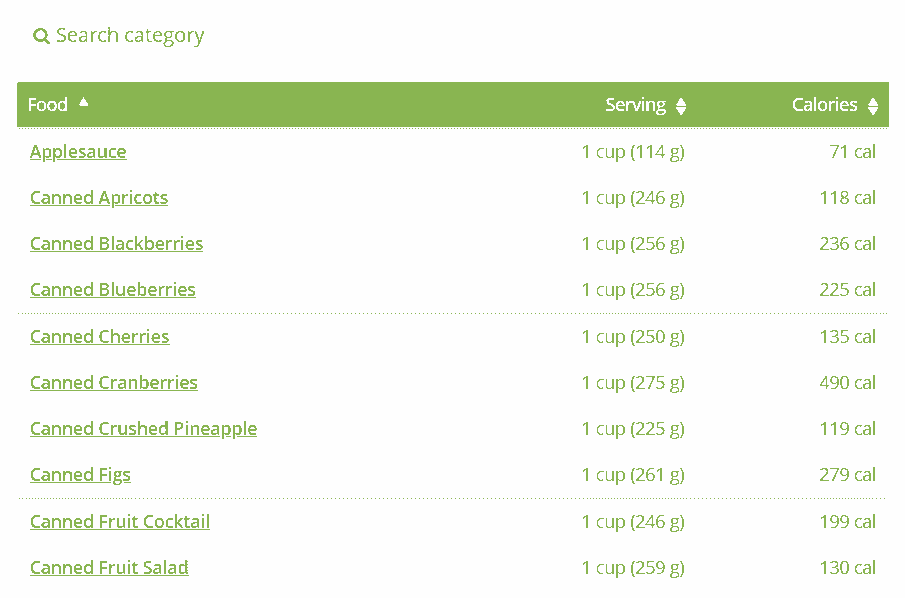 Search category
Food Serving Calories
Applesauce 1 cup (114 g) 71 cal
Canned Apricots 1 cup (246 g) 118 cal
Canned Blackberries 1 cup (256 g) 236 cal
Canned Blueberries 1 cup (256 g) 225 cal
Canned Cherries 1 cup (250 g) 135 cal
Canned Cranberries 1 cup (275 g) 490 cal
Canned Crushed Pineapple 1 cup (225 g) 119 cal
Canned Figs 1 cup (261 g) 279 cal
Canned Fruit Cocktail 1 cup (246 g) 199 cal
Canned Fruit Salad 1 cup (259 g) 130 cal